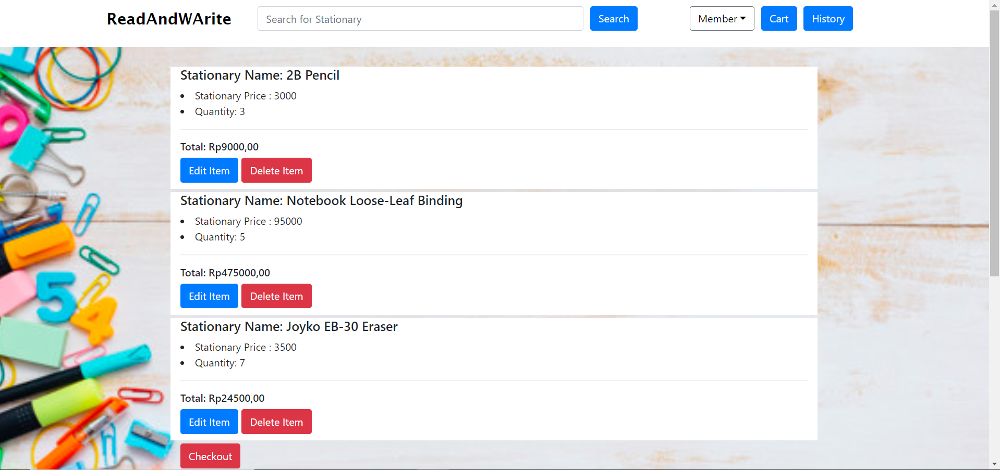 ReadAndWArite
Search for Stationary
Search
Member
Cart
History
Stationary Name: 2B Pencil
Stationary Price : 3000
Quantity: 3
Total: Rp9000,00
Edit Item
Delete Item
Stationary Name: Notebook Loose-Leaf Binding
Stationary Price : 95000
Quantity: 5
Total: Rp475000,00
Edit Item
Delete Item
Stationary Name: Joyko EB-30 Eraser
Stationary Price : 3500
Quantity: 7
Total: Rp24500,00
Edit Item
Delete Item
Checkout
5
4